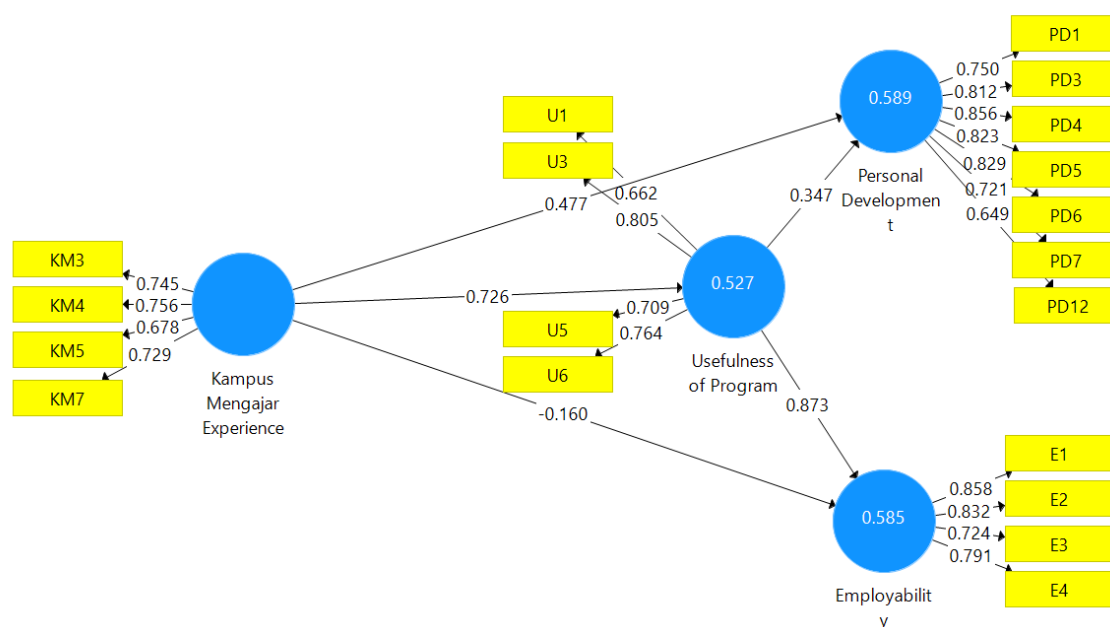 PD1
0.750
PD3
0.812
0.589
0.856
PD4
U1
0.823
U3
0.829
PD5
Personal
Developmen
t
0.662
0.721
0.347
0.477
0.649
PD6
0.805
KM3
PD7
0.745
0.527
0.726
KM4
0.756
0.709
PD12
0.678
U5
KM5
0.764
0.729
Usefulness
of Program
U6
Kampus
Mengajar
Experience
KM7
0.873
-0.160
E1
0.858
E2
0.832
0.585
0.724
E3
0.791
E4
Employabilit
y